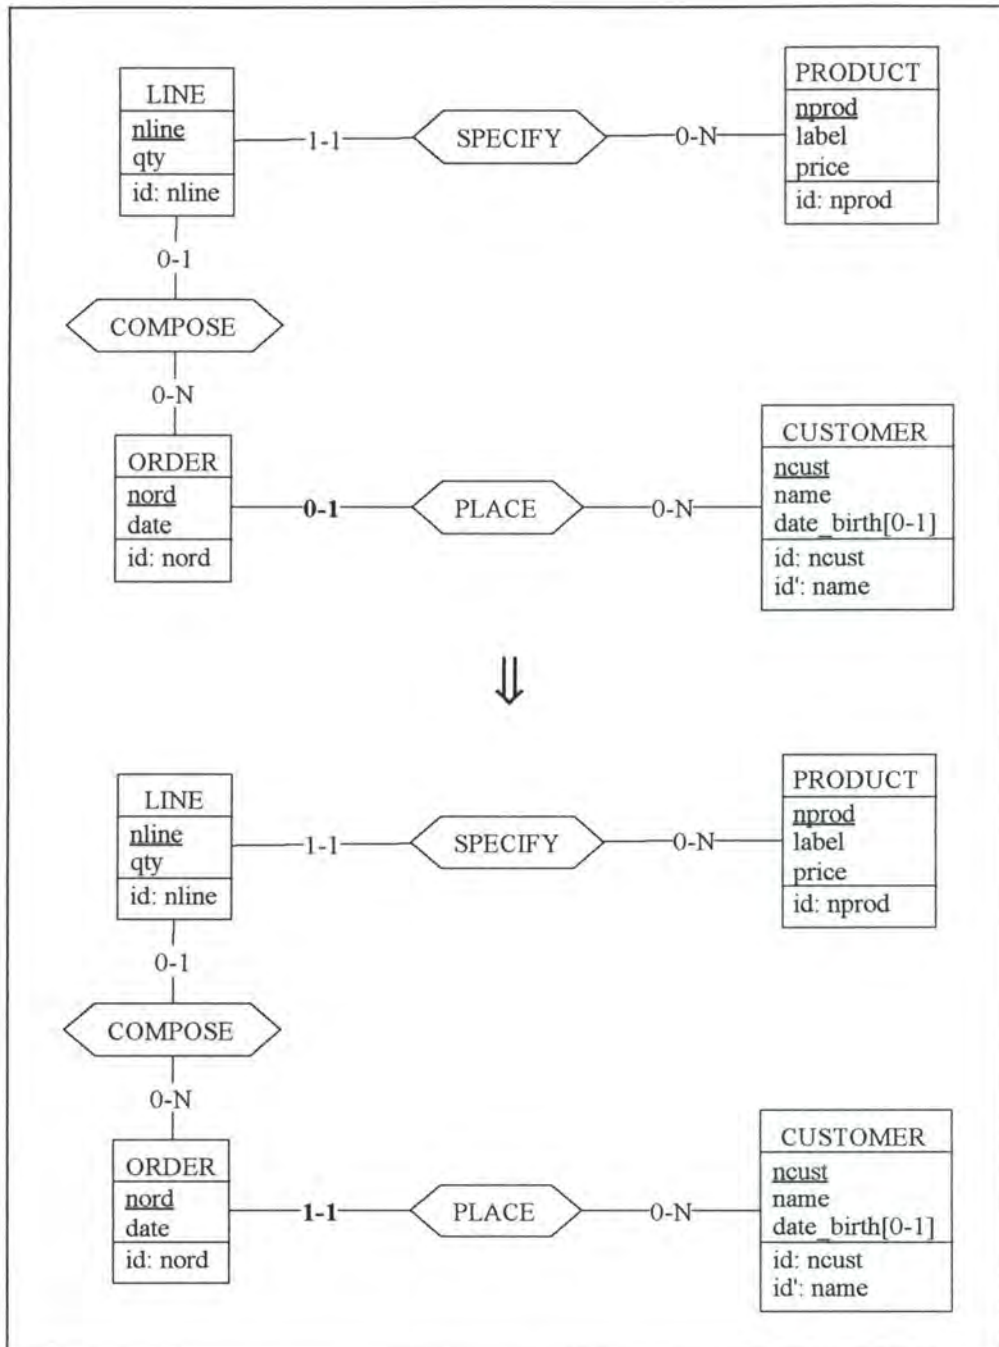 LINE
nline
qty
id: nline
1-1
SPECIFY
0-N
PRODUCT
nprod
label
price
id: nprod
0-1
COMPOSE
0-N
ORDER
nord
date
id: nord
0-1
PLACE
0-N
CUSTOMER
ncust
name
date_birth[0-1]
id: ncust
id': name
⇓
LINE
nline
qty
id: nline
1-1
SPECIFY
0-N
PRODUCT
nprod
label
price
id: nprod
0-1
COMPOSE
0-N
ORDER
nord
date
id: nord
1-1
PLACE
0-N
CUSTOMER
ncust
name
date_birth[0-1]
id: ncust
id': name